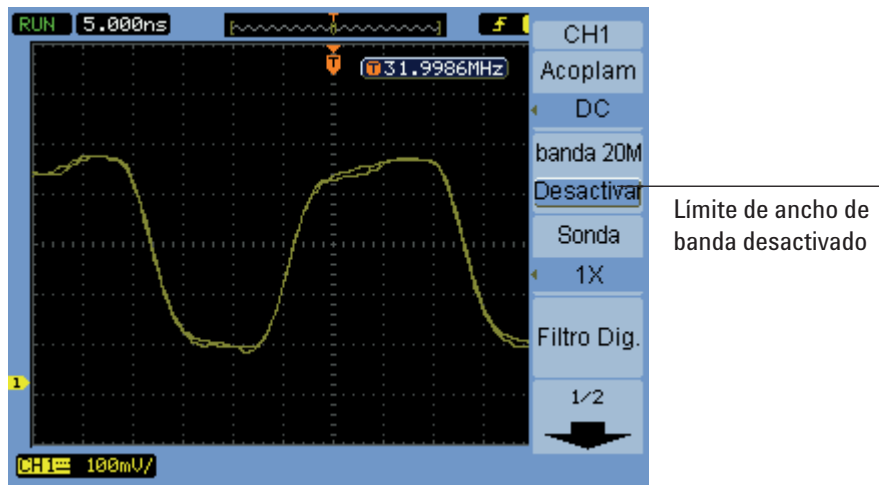 RUN 5.000ns
T
T 31.9986MHz
CH1
Acoplam
DC
banda 20M
Desactivar
Sonda
1X
Filtro Dig.
1/2
1
CH1 100mV/
Límite de ancho de
banda desactivado